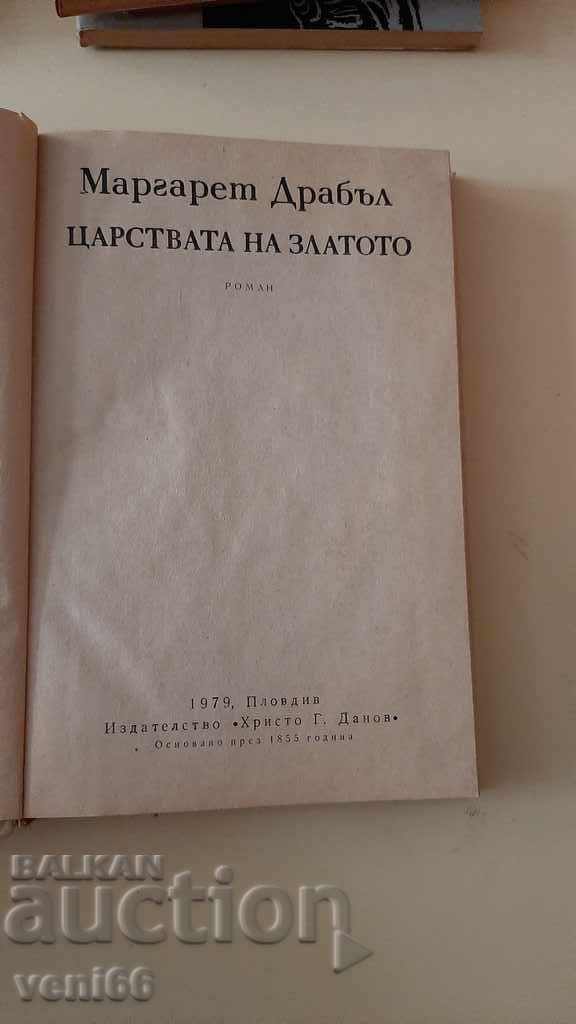 Маргарет Драбъл
ЦАРСТВАТА НА ЗЛАТОТО
РОМАН
1979, Пловдив
Издателство «Христо Г. Данов»
Основано през 1855 година
BALKAN
auction
veni66